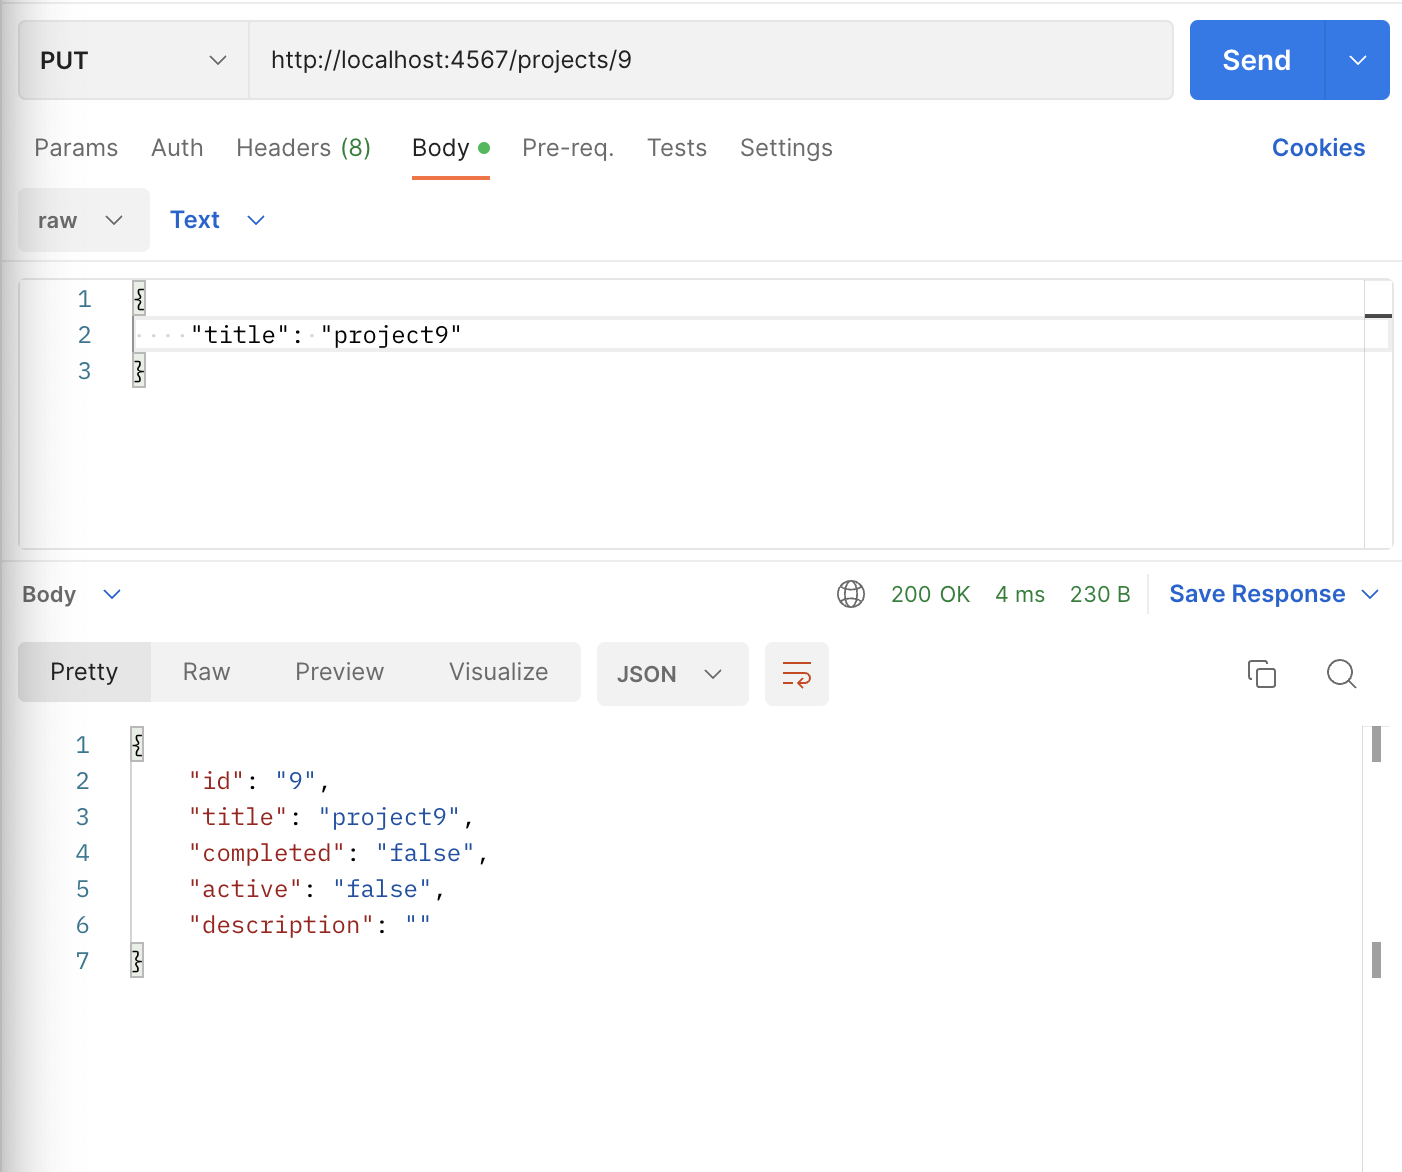 PUT http://localhost:4567/projects/9 Send
Params Auth Headers (8) Body Pre-req. Tests Settings Cookies
raw Text
1 {
2 "title": "project9"
3 }
Body 200 OK 4 ms 230 B Save Response
Pretty Raw Preview Visualize JSON
1 {
2 "id": "9",
3 "title": "project9",
4 "completed": "false",
5 "active": "false",
6 "description": ""
7 }